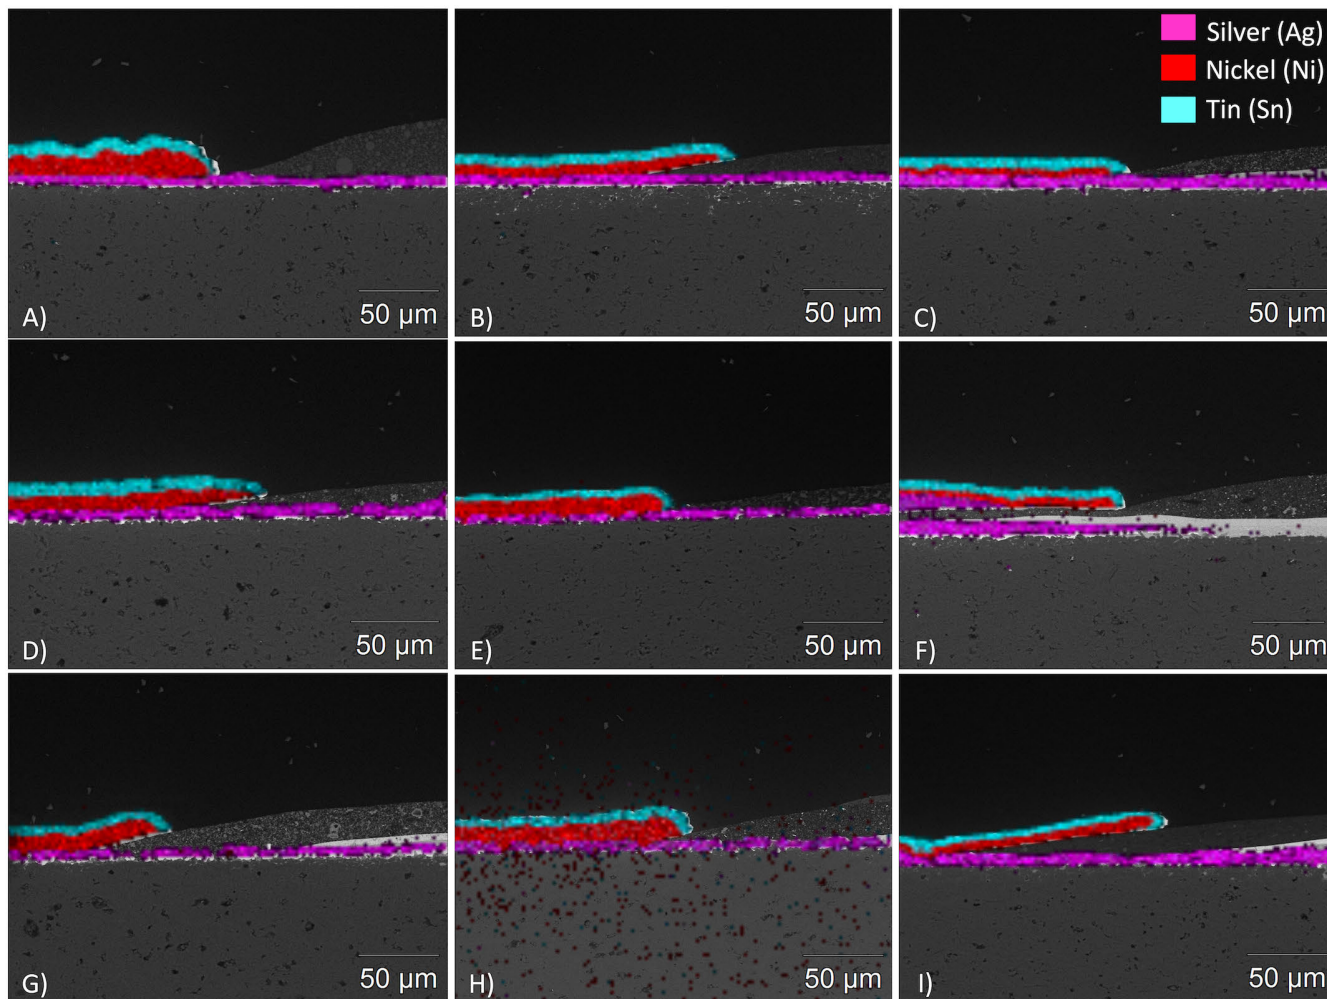 Silver (Ag)
Nickel (Ni)
Tin (Sn)
50 µm
A)
50 µm
B)
50 µm
C)
50 µm
D)
50 µm
E)
50 µm
F)
50 µm
G)
50 µm
H)
50 µm
I)